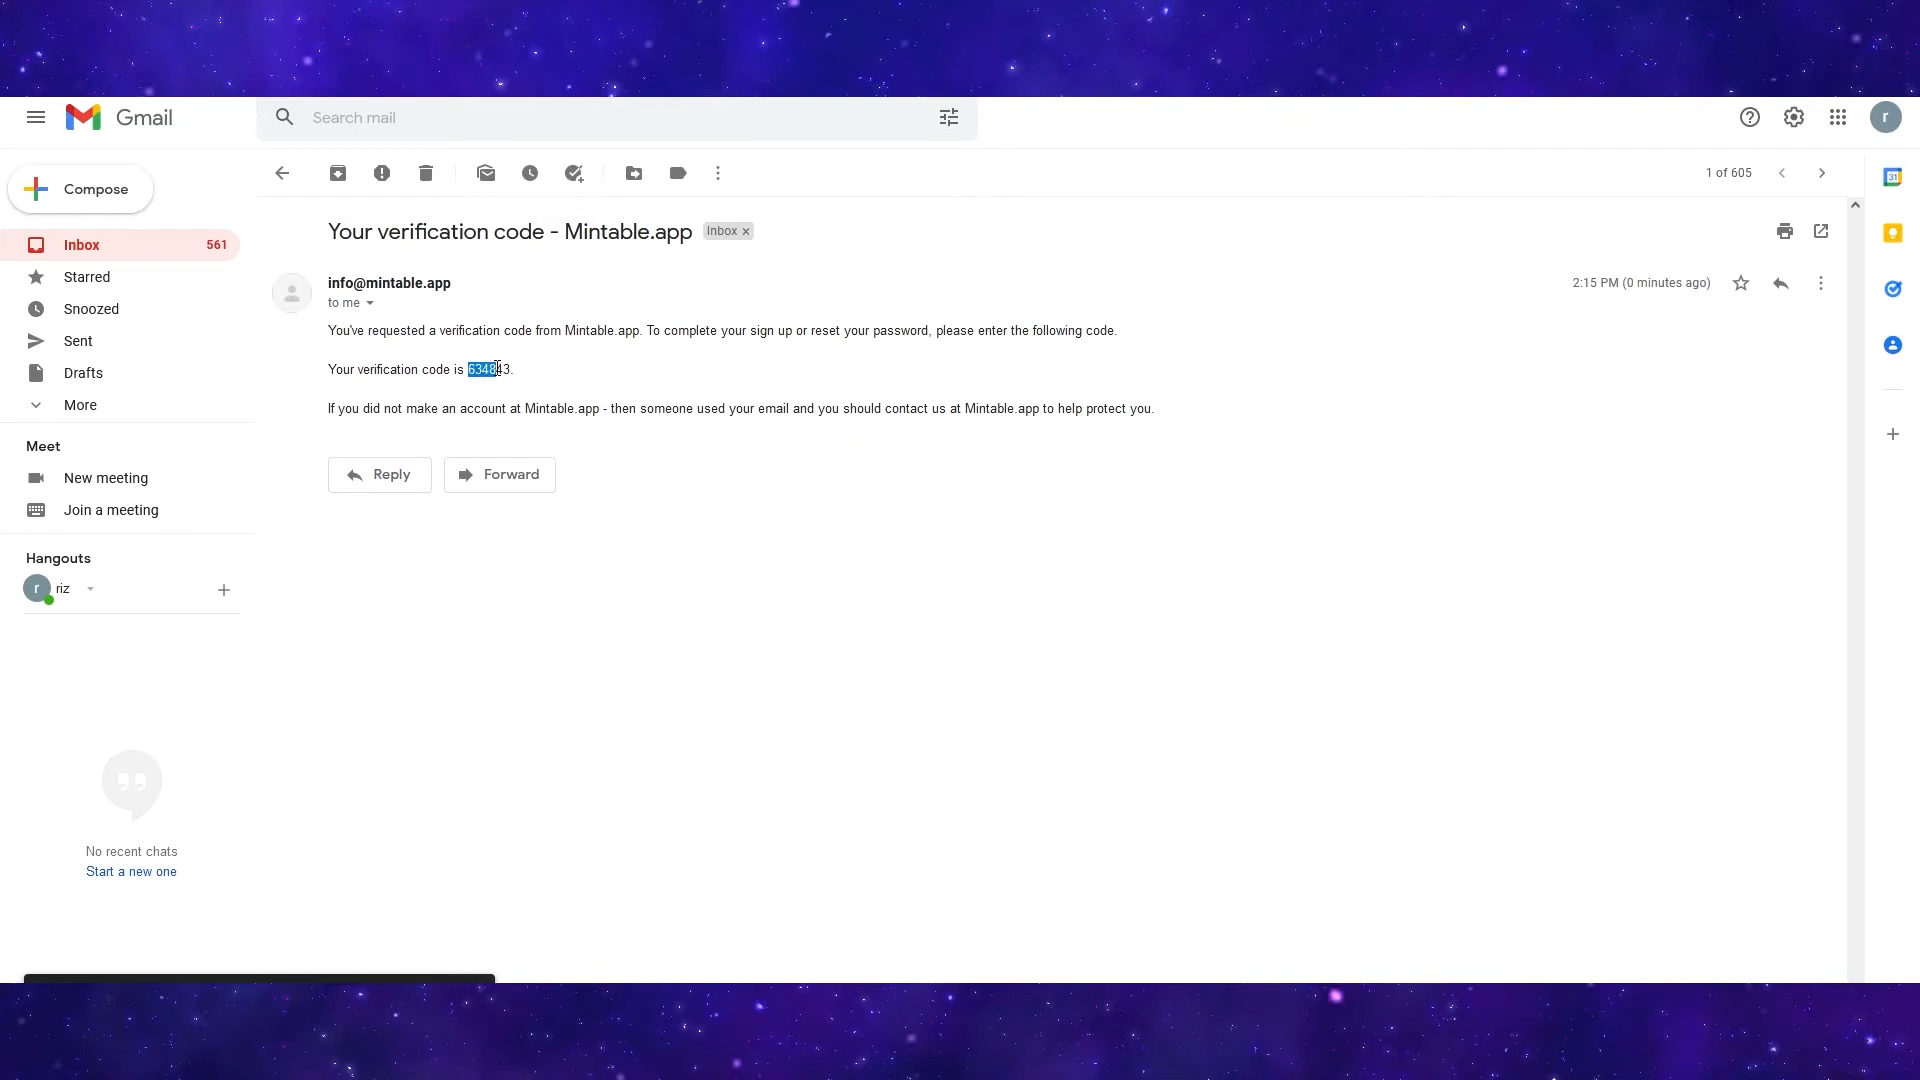 Gmail
Search mail
r
Compose
1 of 605
31
Your verification code - Mintable.app Inbox x
Inbox 561
Starred
info@mintable.app
2:15 PM (0 minutes ago)
to me
Snoozed
You've requested a verification code from Mintable.app. To complete your sign up or reset your password, please enter the following code.
Sent
Your verification code is 634843.
Drafts
More
If you did not make an account at Mintable.app - then someone used your email and you should contact us at Mintable.app to help protect you.
Meet
Reply
Forward
New meeting
Join a meeting
Hangouts
r riz
No recent chats
Start a new one